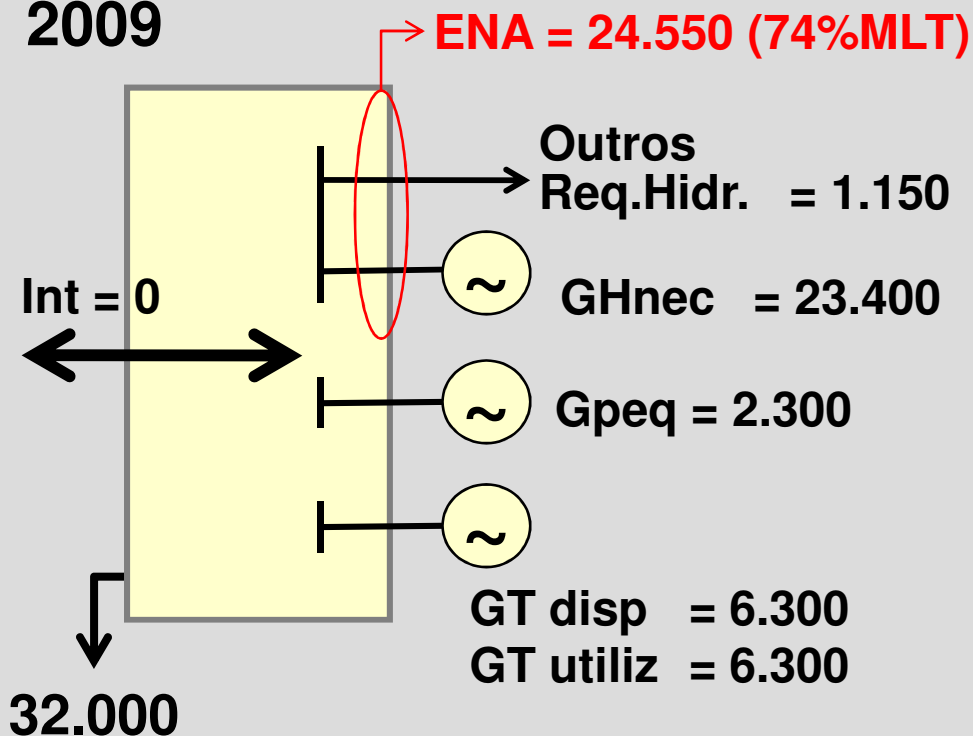 2009
ENA = 24.550 (74%MLT)
Outros
Req.Hidr. = 1.150
~
Int = 0
GHnec = 23.400
~
Gpeq = 2.300
~
GT disp = 6.300
GT utiliz = 6.300
32.000